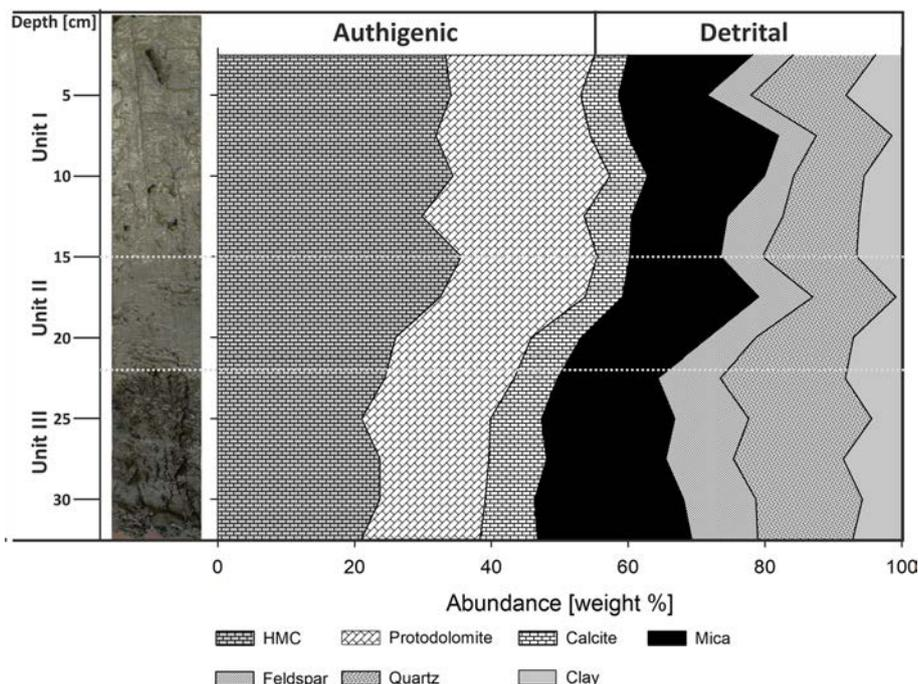 Depth [cm]
Authigenic
Detrital
5
10
15
20
25
30
Unit I
Unit II
Unit III
0
20
40
60
80
100
Abundance [weight %]
HMC
Protodolomite
Calcite
Mica
Feldspar
Quartz
Clay